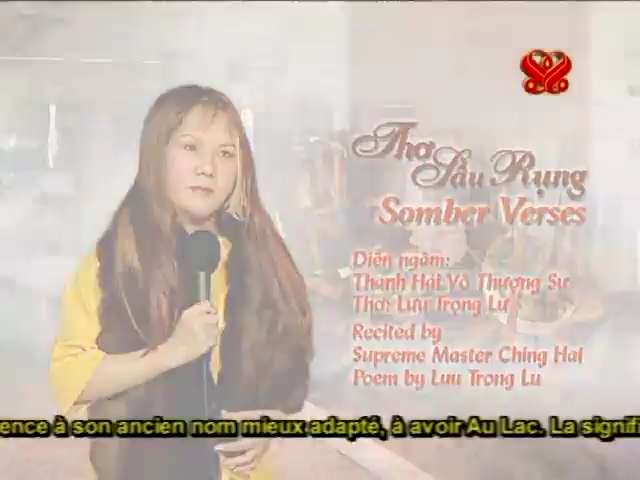 Thơ Sầu Rụng
Somber Verses
Diễn ngâm:
Thanh Hải Vô Thượng Sư
Thơ: Lưu Trọng Lư
Recited by
Supreme Master Ching Hai
Poem by Luu Trong Lu
ence à son ancien nom mieux adapté, à avoir Au Lac. La signifi